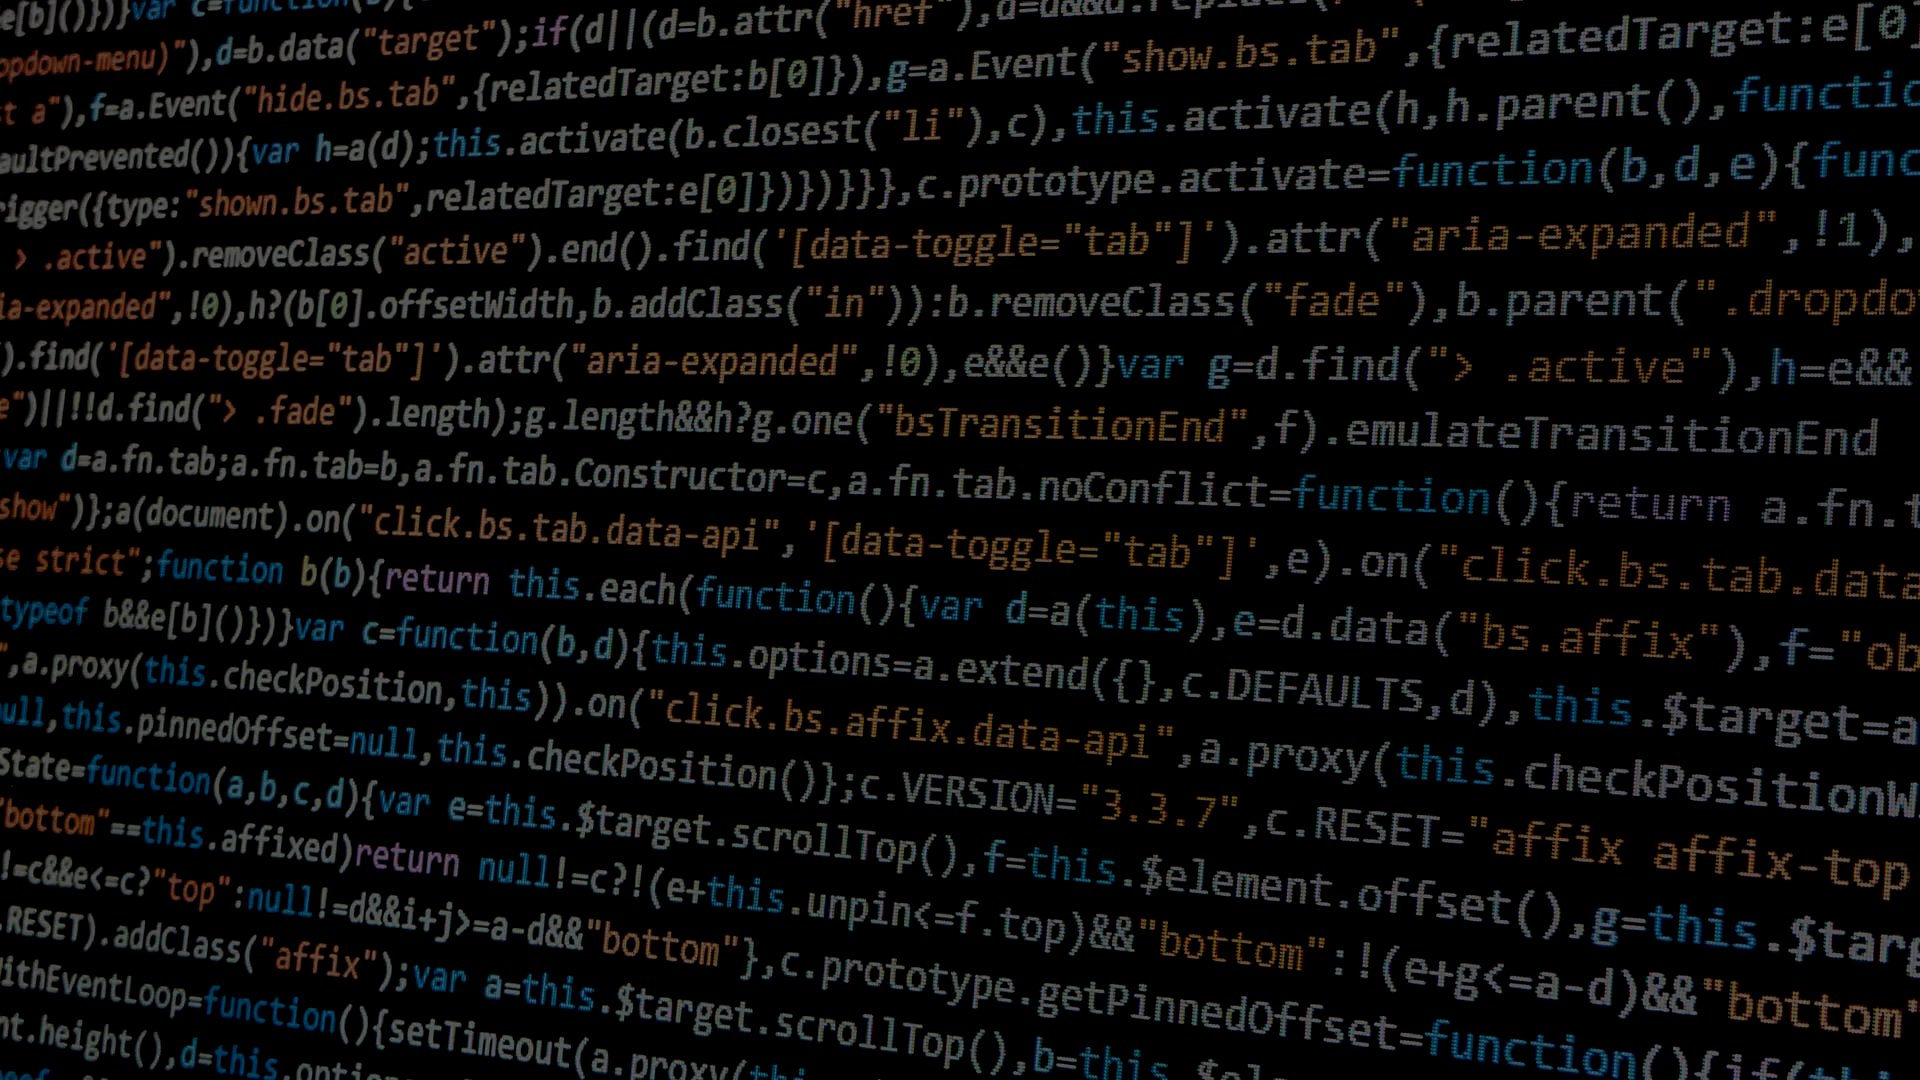 e[b]()})}var c=function(b){
opdown-menu)"),d=b.data("target");if(d||(d=b.attr("href"),d=d&&d.replace(
st a"),f=a.Event("hide.bs.tab",{relatedTarget:b[0]}),g=a.Event("show.bs.tab",{relatedTarget:e[0]
aultPrevented()){var h=a(d);this.activate(b.closest("li"),c),this.activate(h,h.parent(),functio
rigger({type:"shown.bs.tab",relatedTarget:e[0]})})}}},c.prototype.activate=function(b,d,e){func
> .active").removeClass("active").end().find('[data-toggle="tab"]').attr("aria-expanded",!1),
ia-expanded",!0),h?(b[0].offsetWidth,b.addClass("in")):b.removeClass("fade"),b.parent(".dropdo
).find('[data-toggle="tab"]').attr("aria-expanded",!0),e&&e()}var g=d.find("> .active"),h=e&&
e")||!!d.find("> .fade").length);g.length&&h?g.one("bsTransitionEnd",f).emulateTransitionEnd
var d=a.fn.tab;a.fn.tab=b,a.fn.tab.Constructor=c,a.fn.tab.noConflict=function(){return a.fn.t
show")};a(document).on("click.bs.tab.data-api",'[data-toggle="tab"]',e).on("click.bs.tab.data
se strict";function b(b){return this.each(function(){var d=a(this),e=d.data("bs.affix"),f="ob
typeof b&&e[b]()})}var c=function(b,d){this.options=a.extend({},c.DEFAULTS,d),this.$target=a
",a.proxy(this.checkPosition,this)).on("click.bs.affix.data-api",a.proxy(this.checkPositionW
null,this.pinnedOffset=null,this.checkPosition()};c.VERSION="3.3.7",c.RESET="affix affix-top
State=function(a,b,c,d){var e=this.$target.scrollTop(),f=this.$element.offset(),g=this.$targ
"bottom"==this.affixed)return null!=c?!(e+this.unpin<=f.top)&&"bottom":!(e+g<=a-d)&&"bottom"
!=c&&e<=c?"top":null!=d&&i+j>=a-d&&"bottom"},c.prototype.getPinnedOffset=function(){if(thi
.RESET).addClass("affix");var a=this.$target.scrollTop(),b=this.$el
WithEventLoop=function(){setTimeout(a.proxy(thi
nt.height(),d=this.option